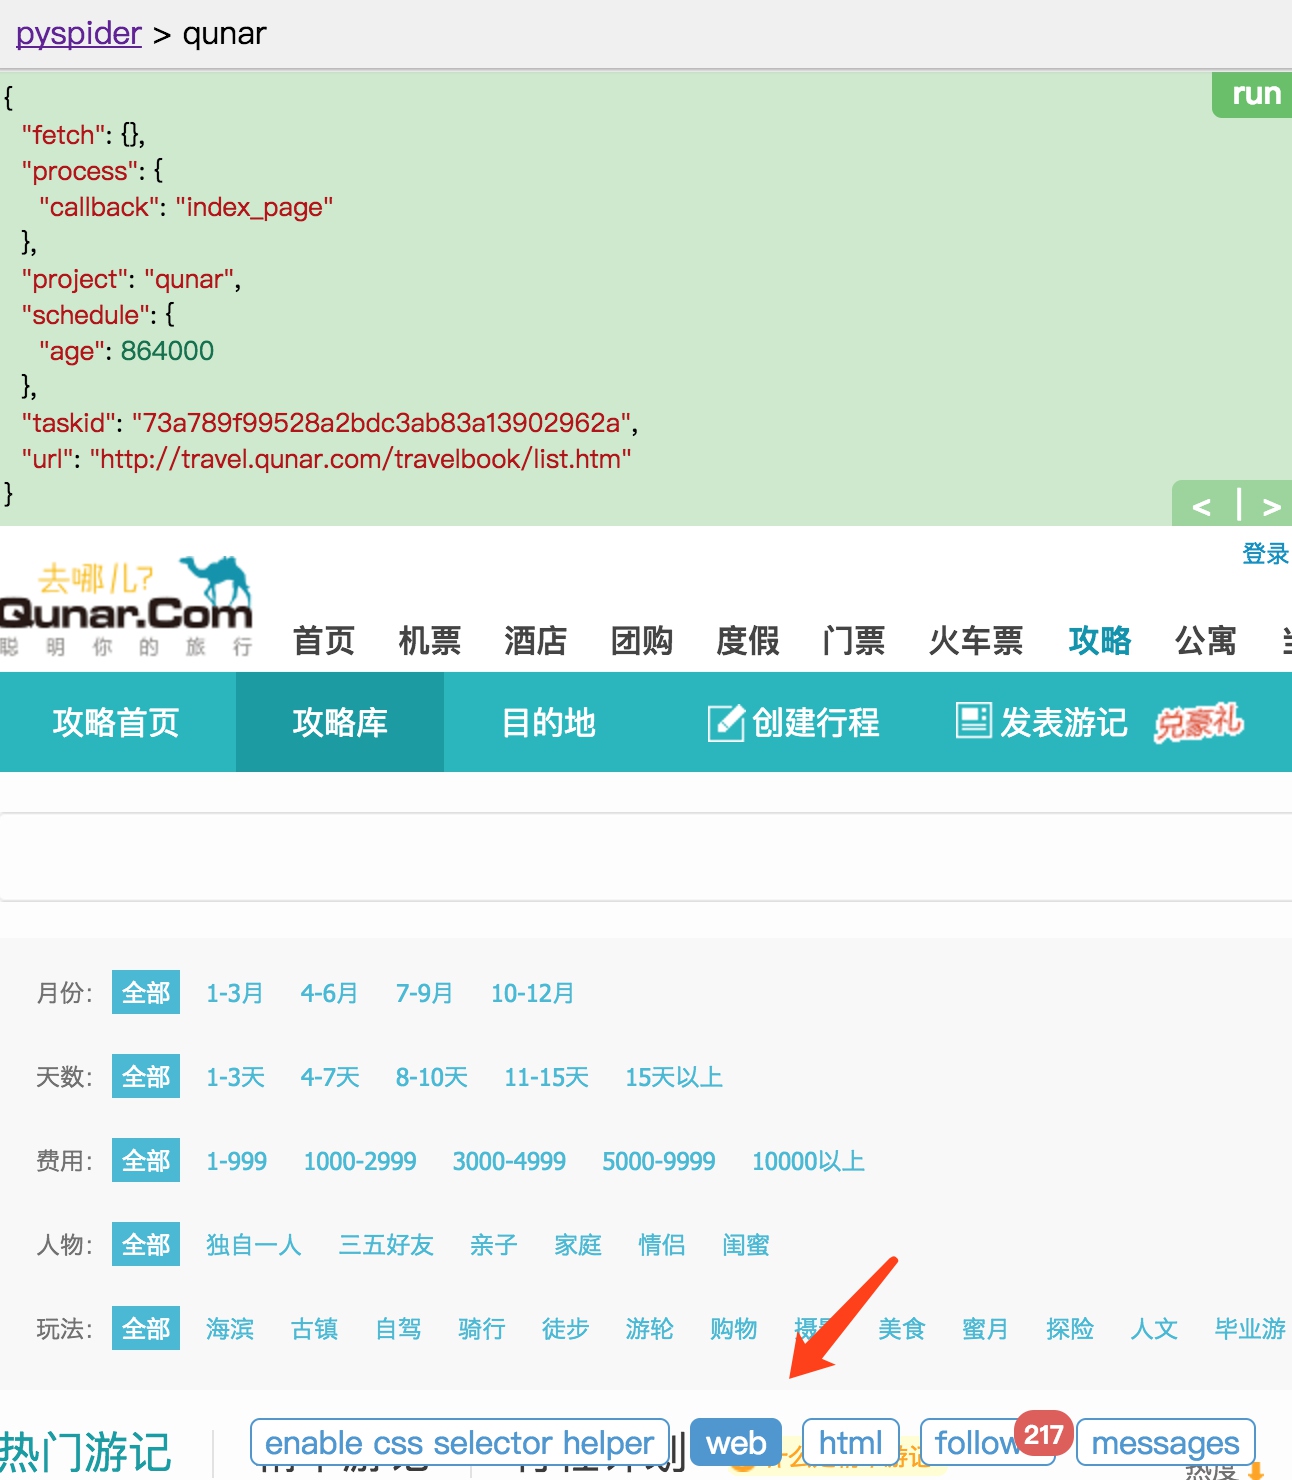 pyspider > qunar
run
{
"fetch": {},
"process": {
"callback": "index_page"
},
"project": "qunar",
"schedule": {
"age": 864000
},
"taskid": "73a789f99528a2bdc3ab83a13902962a",
"url": "http://travel.qunar.com/travelbook/list.htm"
}
< | >
登录
去哪儿?
Qunar.Com
聪明你的旅行
首页 机票 酒店 团购 度假 门票 火车票 攻略 公寓
攻略首页 攻略库 目的地 创建行程 发表游记 兑豪礼
月份: 全部 1-3月 4-6月 7-9月 10-12月
天数: 全部 1-3天 4-7天 8-10天 11-15天 15天以上
费用: 全部 1-999 1000-2999 3000-4999 5000-9999 10000以上
人物: 全部 独自一人 三五好友 亲子 家庭 情侣 闺蜜
玩法: 全部 海滨 古镇 自驾 骑行 徒步 游轮 购物 美食 蜜月 探险 人文 毕业游
热门游记 enable css selector helper web html follow 217 messages
热度